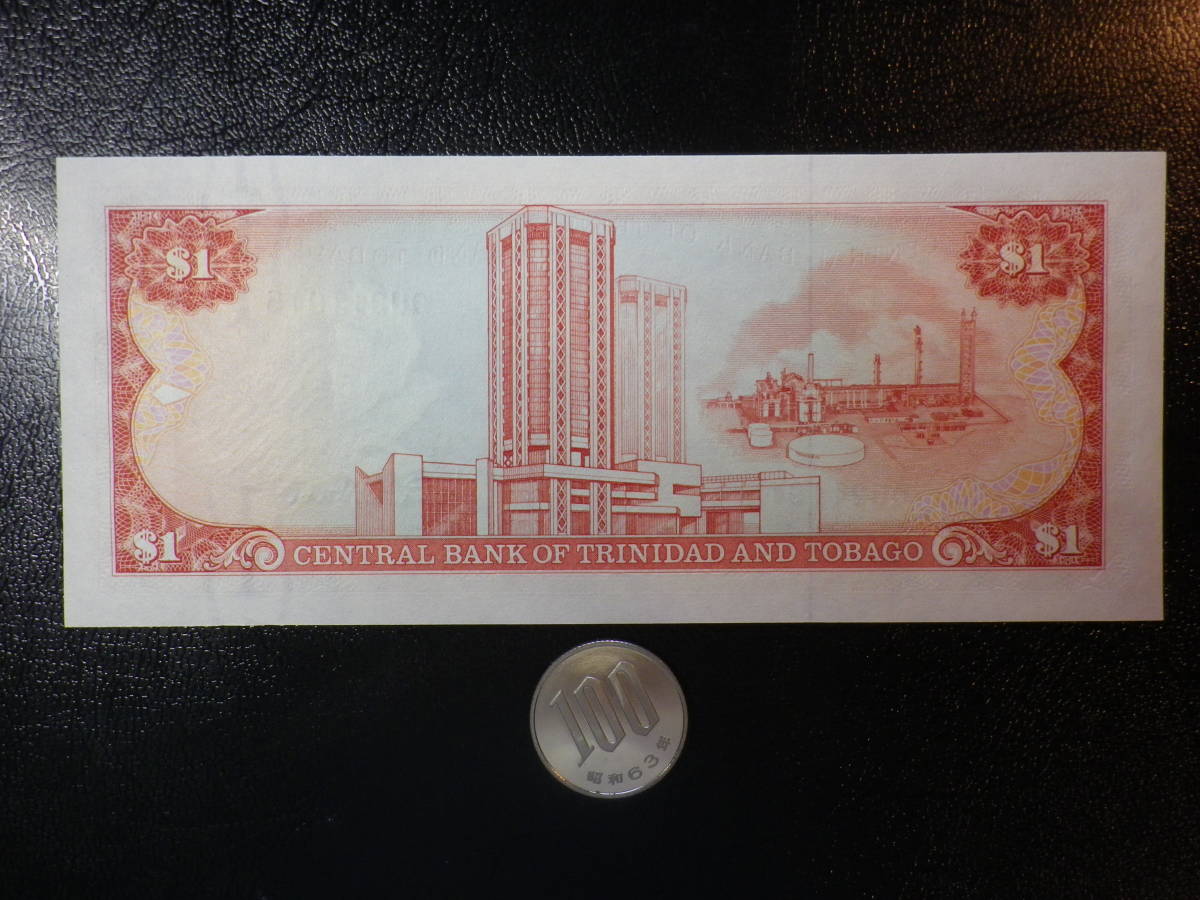 $1 $1
$1 CENTRAL BANK OF TRINIDAD AND TOBAGO $1
100
昭和63年